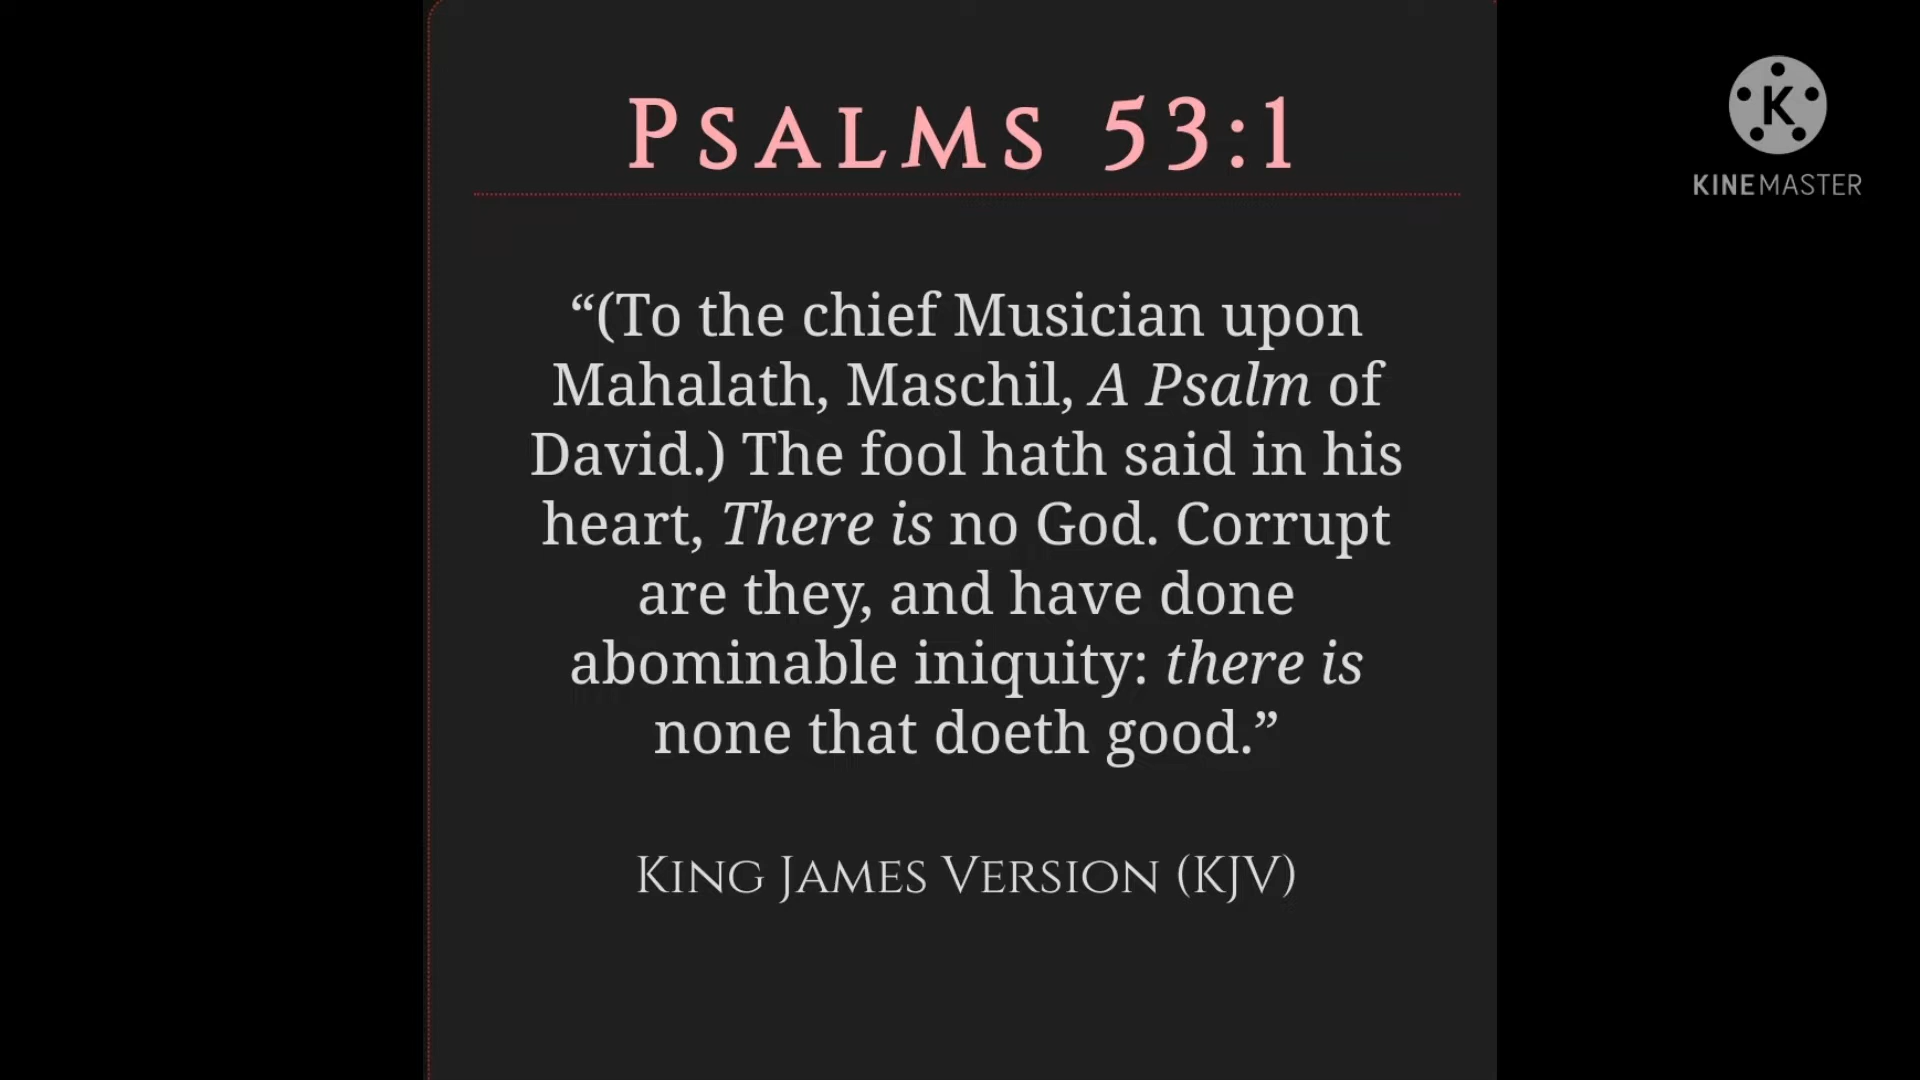 PSALMS 53:1
K
KINEMASTER
“(To the chief Musician upon
Mahalath, Maschil, A Psalm of
David.) The fool hath said in his
heart, There is no God. Corrupt
are they, and have done
abominable iniquity: there is
none that doeth good.”
KING JAMES VERSION (KJV)